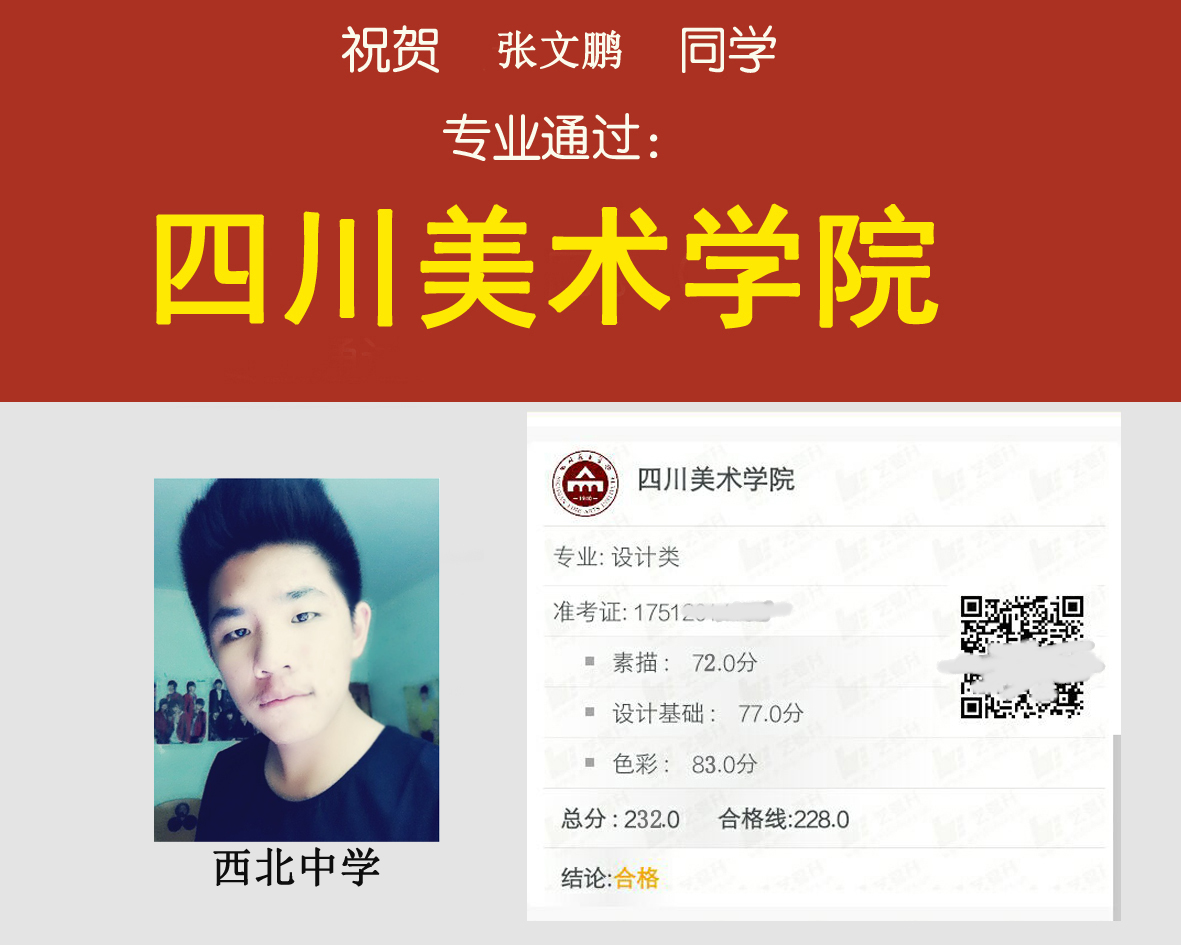 祝贺 张文鹏 同学
专业通过:
四川美术学院
四川美术学院
1940
专业: 设计类
准考证: 17512
素描: 72.0分
设计基础: 77.0分
色彩: 83.0分
总分: 232.0 合格线:228.0
结论:合格
西北中学